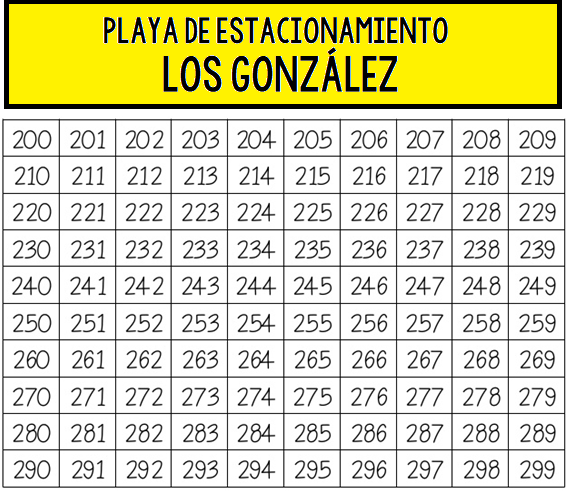 PLAYA DE ESTACIONAMIENTO
LOS GONZÁLEZ
200 201 202 203 204 205 206 207 208 209
210 211 212 213 214 215 216 217 218 219
220 221 222 223 224 225 226 227 228 229
230 231 232 233 234 235 236 237 238 239
240 241 242 243 244 245 246 247 248 249
250 251 252 253 254 255 256 257 258 259
260 261 262 263 264 265 266 267 268 269
270 271 272 273 274 275 276 277 278 279
280 281 282 283 284 285 286 287 288 289
290 291 292 293 294 295 296 297 298 299